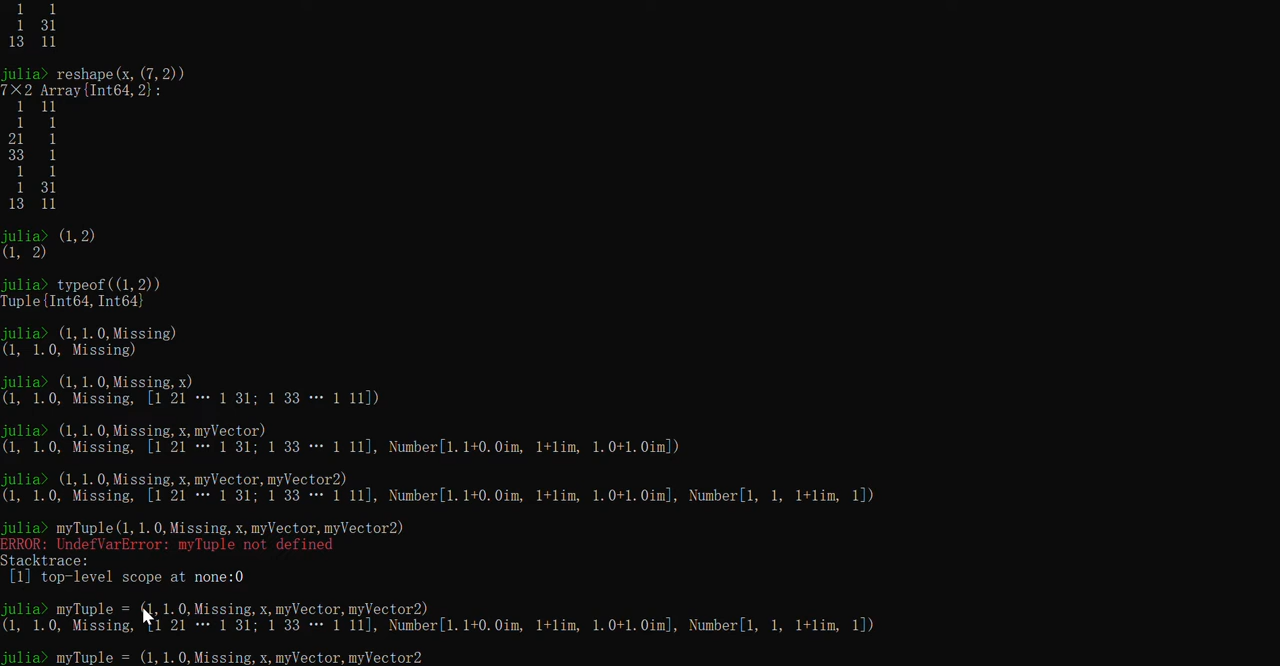 1 1
1 31
13 11
julia> reshape(x,(7,2))
7×2 Array{Int64,2}:
1 11
1 1
21 1
33 1
1 1
1 31
13 11
julia> (1,2)
(1, 2)
julia> typeof((1,2))
Tuple{Int64,Int64}
julia> (1,1.0,Missing)
(1, 1.0, Missing)
julia> (1,1.0,Missing,x)
(1, 1.0, Missing, [1 21 … 1 31; 1 33 … 1 11])
julia> (1,1.0,Missing,x,myVector)
(1, 1.0, Missing, [1 21 … 1 31; 1 33 … 1 11], Number[1.1+0.0im, 1+1im, 1.0+1.0im])
julia> (1,1.0,Missing,x,myVector,myVector2)
(1, 1.0, Missing, [1 21 … 1 31; 1 33 … 1 11], Number[1.1+0.0im, 1+1im, 1.0+1.0im], Number[1, 1, 1+1im, 1])
julia> myTuple(1,1.0,Missing,x,myVector,myVector2)
ERROR: UndefVarError: myTuple not defined
Stacktrace:
[1] top-level scope at none:0
julia> myTuple = (1,1.0,Missing,x,myVector,myVector2)
(1, 1.0, Missing, [1 21 … 1 31; 1 33 … 1 11], Number[1.1+0.0im, 1+1im, 1.0+1.0im], Number[1, 1, 1+1im, 1])
julia> myTuple = (1,1.0,Missing,x,myVector,myVector2